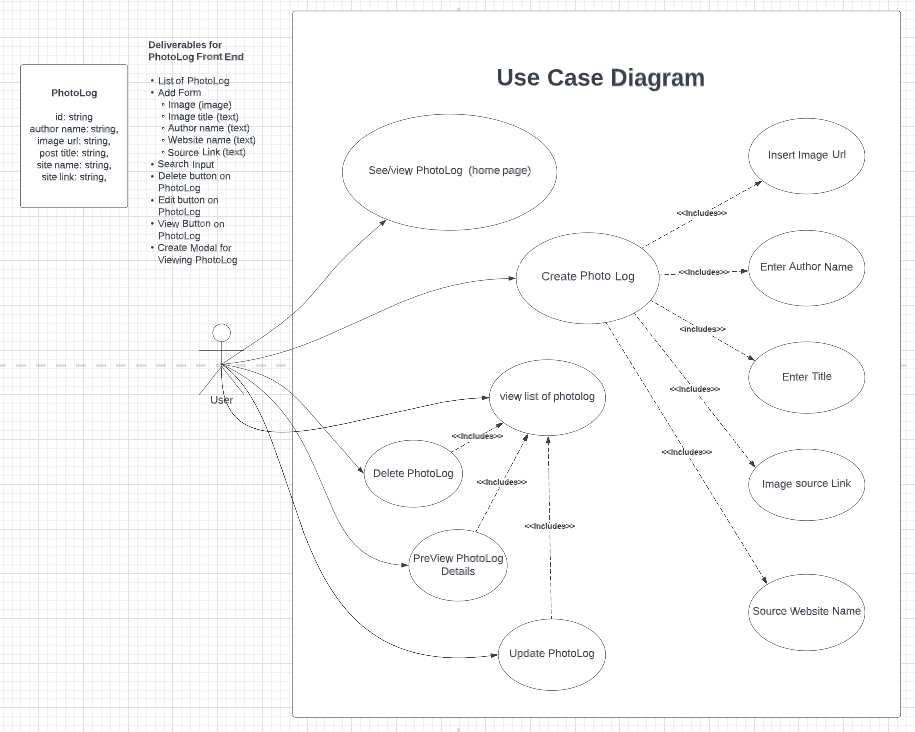 PhotoLog
id: string
author name: string,
image url: string,
post title: string,
site name: string,
site link: string,
Deliverables for
PhotoLog Front End
• List of PhotoLog
• Add Form
◦ Image (image)
◦ Image title (text)
◦ Author name (text)
◦ Website name (text)
◦ Source Link (text)
• Search Input
• Delete button on
PhotoLog
• Edit button on
PhotoLog
• View Button on
PhotoLog
• Create Modal for
Viewing PhotoLog
Use Case Diagram
See/view PhotoLog (home page)
Insert Image Url
<<Includes>>
Create Photo Log
<<Includes>>
Enter Author Name
<<Includes>>
Enter Title
User
view list of photolog
<<Includes>>
<<Includes>>
Delete PhotoLog
<<Includes>>
<<Includes>>
Image source Link
<<Includes>>
PreView PhotoLog
Details
Source Website Name
Update PhotoLog
<<Includes>>